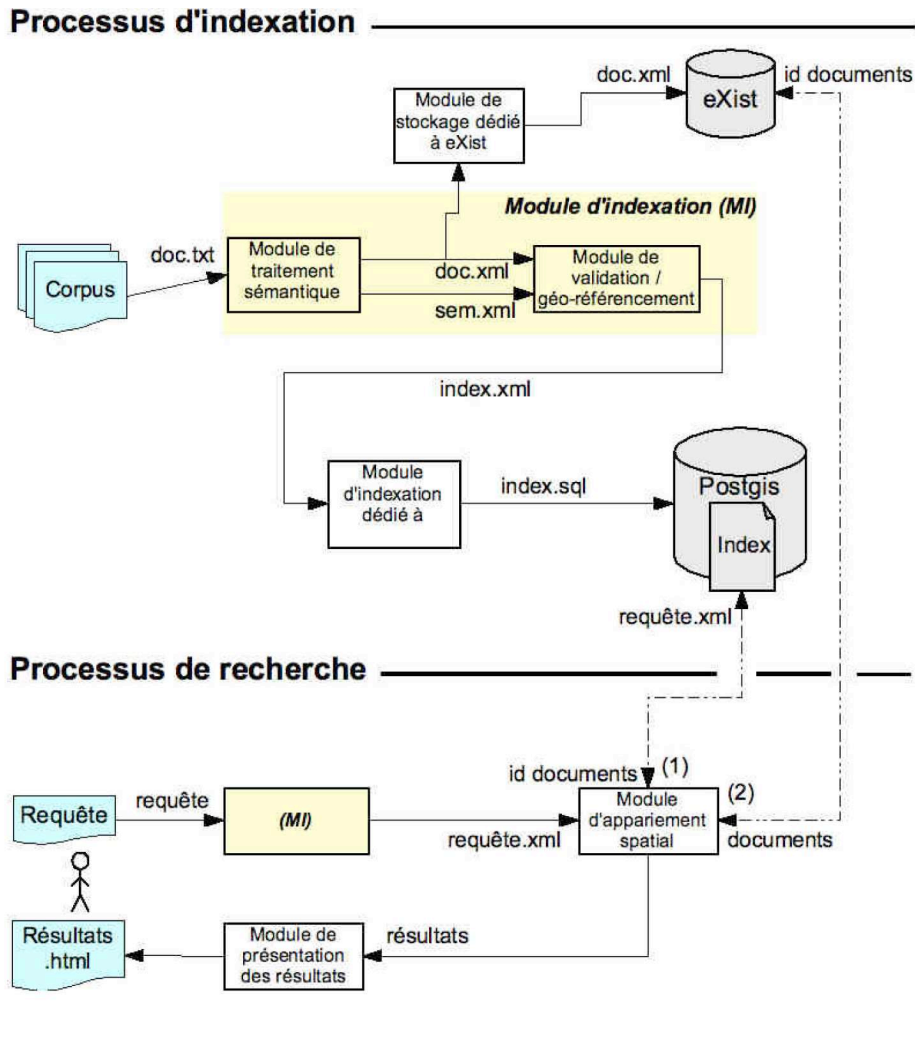 Processus d'indexation
doc.xml
id documents
eXist
Module de
stockage dédié
à eXist
Module d'indexation (MI)
Corpus
doc.txt
Module de
traitement
sémantique
doc.xml
sem.xml
Module de
validation /
géo-référencement
index.xml
Module
d'indexation
dédié à
index.sql
Postgis
Index
requête.xml
Processus de recherche
id documents
(1)
(2)
Requête
requête
(MI)
requête.xml
Module
d'appariement
spatial
documents
Résultats
.html
Module de
présentation
des résultats
résultats